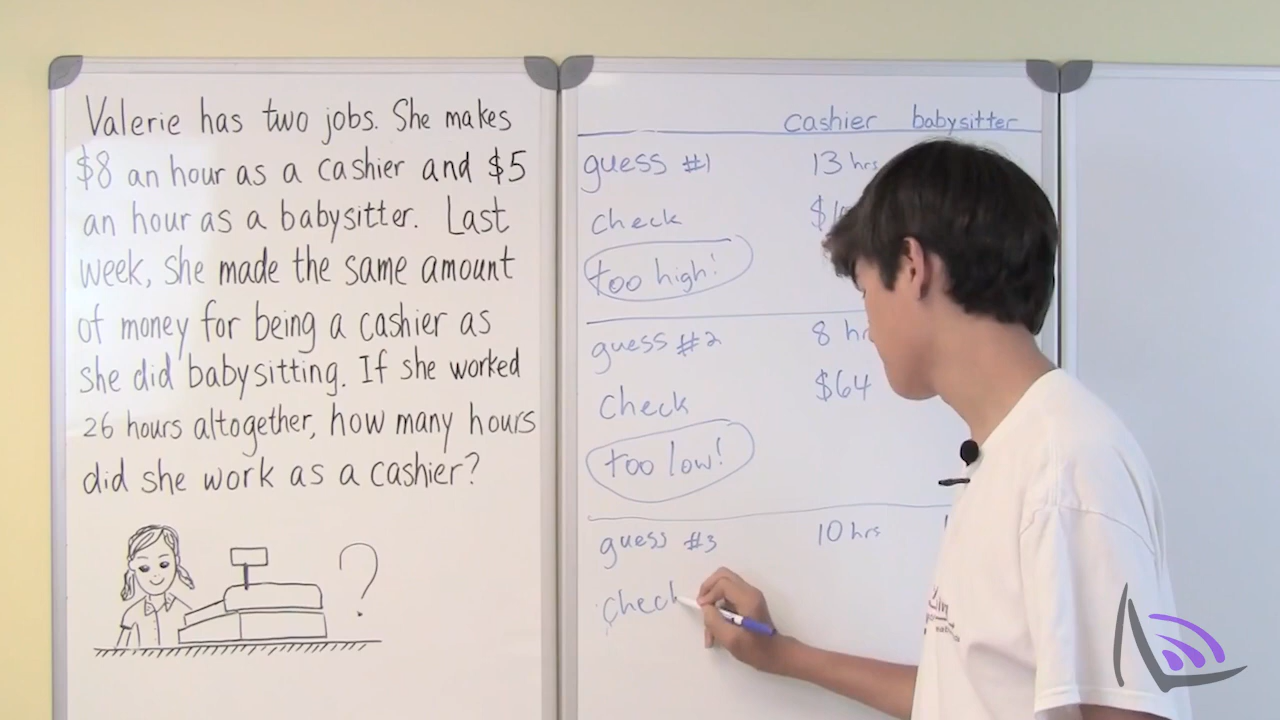 Valerie has two jobs. She makes
$8 an hour as a cashier and $5
an hour as a babysitter. Last
week, she made the same amount
of money for being a cashier as
she did babysitting. If she worked
26 hours altogether, how many hours
did she work as a cashier?
?
cashier babysitter
guess #1 13 hrs
check
too high!
guess #2 8 hr
check $64
too low!
guess #3 10 hrs
check